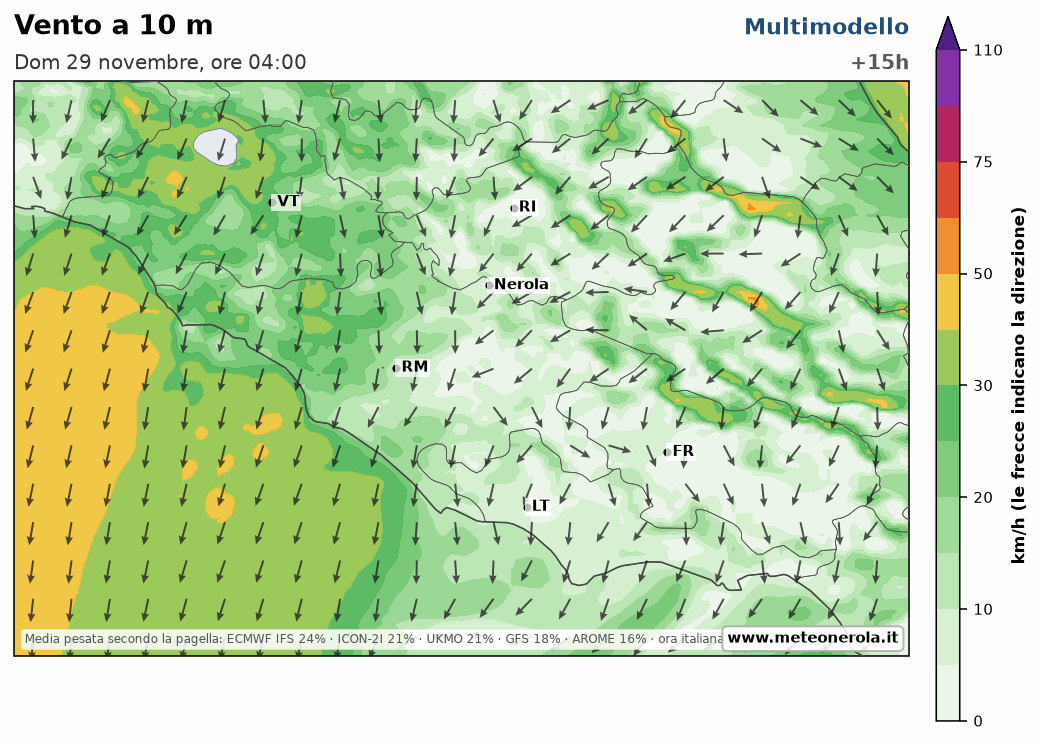 Vento a 10 m
Multimodello
Dom 29 novembre, ore 04:00
+15h
110
75
50
30
20
10
0
km/h (le frecce indicano la direzione)
VT
RI
Nerola
RM
FR
LT
Media pesata secondo la pagella: ECMWF IFS 24% · ICON-2I 21% · UKMO 21% · GFS 18% · AROME 16% · ora italiana
www.meteonerola.it